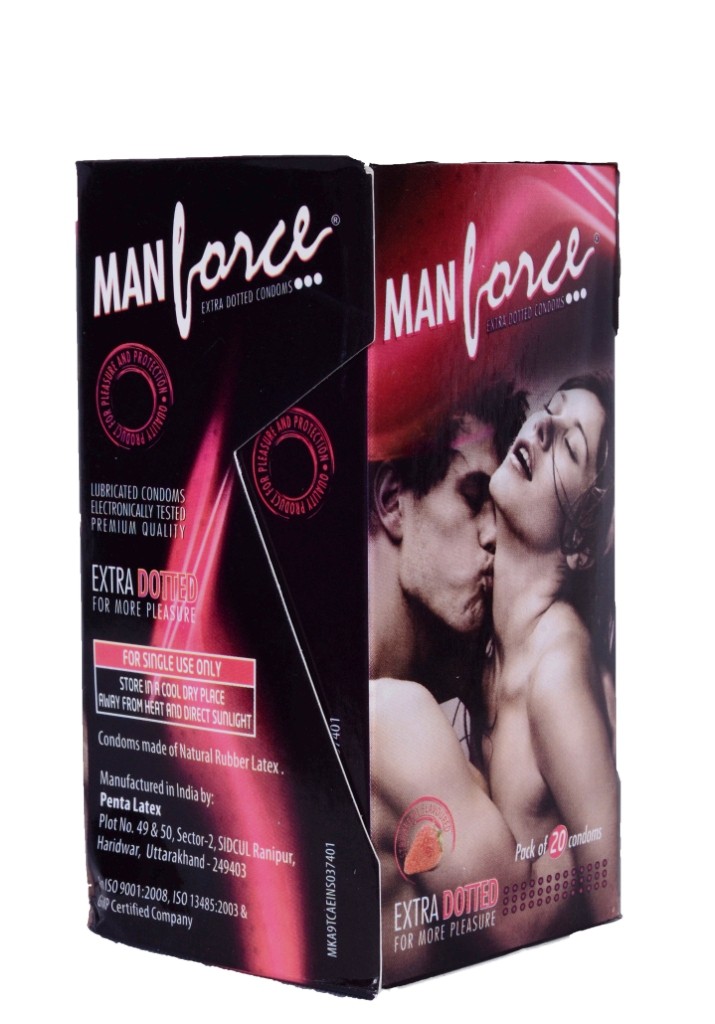 MANforce®
EXTRA DOTTED CONDOMS
QUALITY PRODUCT FOR PLEASURE AND PROTECTION
QUALITY PRODUCT FOR PLEASURE AND PROTECTION
LUBRICATED CONDOMS
ELECTRONICALLY TESTED
PREMIUM QUALITY
EXTRA DOTTED
FOR MORE PLEASURE
FOR SINGLE USE ONLY
STORE IN A COOL DRY PLACE
AWAY FROM HEAT AND DIRECT SUNLIGHT
Condoms made of Natural Rubber Latex.
Manufactured in India by:
Penta Latex
Plot No. 49 & 50, Sector-2, SIDCUL Ranipur,
Haridwar, Uttarakhand - 249403
ISO 9001:2008, ISO 13485:2003 &
Certified Company
7401
MKA9TCAEINS037401
MANforce®
EXTRA DOTTED CONDOMS
Pack of 20 condoms
EXTRA DOTTED
FOR MORE PLEASURE